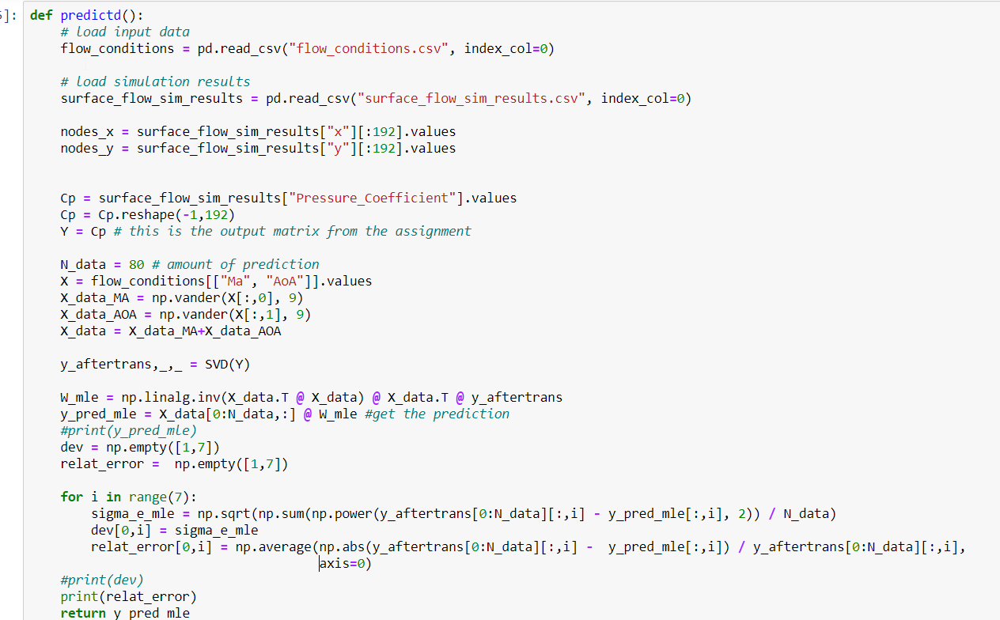 5]: def predictd():
    # load input data
    flow_conditions = pd.read_csv("flow_conditions.csv", index_col=0)

    # load simulation results
    surface_flow_sim_results = pd.read_csv("surface_flow_sim_results.csv", index_col=0)

    nodes_x = surface_flow_sim_results["x"][:192].values
    nodes_y = surface_flow_sim_results["y"][:192].values


    Cp = surface_flow_sim_results["Pressure_Coefficient"].values
    Cp = Cp.reshape(-1,192)
    Y = Cp # this is the output matrix from the assignment

    N_data = 80 # amount of prediction
    X = flow_conditions[["Ma", "AoA"]].values
    X_data_MA = np.vander(X[:,0], 9)
    X_data_AOA = np.vander(X[:,1], 9)
    X_data = X_data_MA+X_data_AOA

    y_aftertrans,_,_ = SVD(Y)

    W_mle = np.linalg.inv(X_data.T @ X_data) @ X_data.T @ y_aftertrans
    y_pred_mle = X_data[0:N_data,:] @ W_mle #get the prediction
    #print(y_pred_mle)
    dev = np.empty([1,7])
    relat_error =  np.empty([1,7])

    for i in range(7):
        sigma_e_mle = np.sqrt(np.sum(np.power(y_aftertrans[0:N_data][:,i] - y_pred_mle[:,i], 2)) / N_data)
        dev[0,i] = sigma_e_mle
        relat_error[0,i] = np.average(np.abs(y_aftertrans[0:N_data][:,i] -  y_pred_mle[:,i]) / y_aftertrans[0:N_data][:,i],
                                      axis=0)
    #print(dev)
    print(relat_error)
    return y_pred_mle